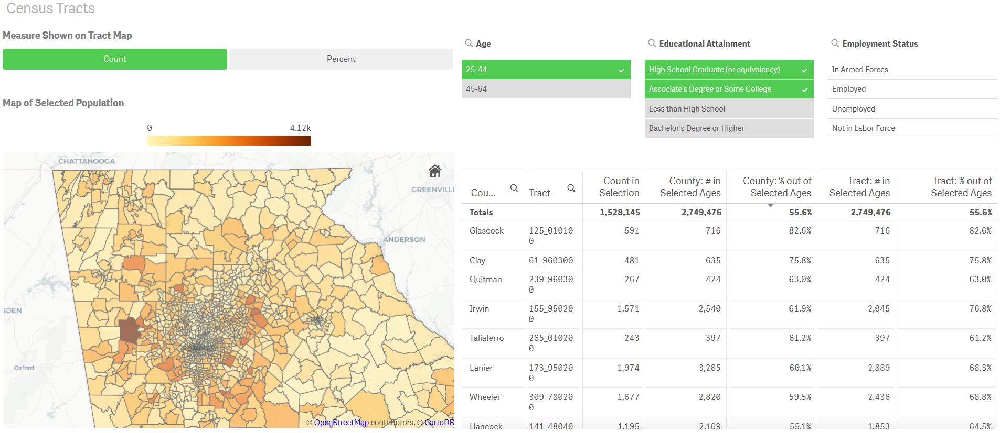 Census Tracts
Measure Shown on Tract Map
Count
Percent
Map of Selected Population
0
4.12k
CHATTANOOGA
GREENVILLE
ANDERSON
SDEN
Oxford
© OpenStreetMap contributors, © CartoDB
Age
25-44
45-64
Educational Attainment
High School Graduate (or equivalency)
Associate's Degree or Some College
Less than High School
Bachelor's Degree or Higher
Employment Status
In Armed Forces
Employed
Unemployed
Not in Labor Force
Cou...
Tract
Count in
Selection
County: # in
Selected Ages
County: % out of
Selected Ages
Tract: # in
Selected Ages
Tract: % out of
Selected Ages
Totals 1,528,145 2,749,476 55.6% 2,749,476 55.6%
Glascock 125_01010 591 716 82.6% 716 82.6%
0
Clay 61_960300 481 635 75.8% 635 75.8%
Quitman 239_96030 267 424 63.0% 424 63.0%
0
Irwin 155_95020 1,571 2,540 61.9% 2,045 76.8%
0
Taliaferro 265_01020 243 397 61.2% 397 61.2%
0
Lanier 173_95020 1,974 3,285 60.1% 2,889 68.3%
0
Wheeler 309_78020 1,677 2,820 59.5% 2,436 68.8%
0
Hancock 141_48040 1,195 2,169 55.1% 1,853 64.5%